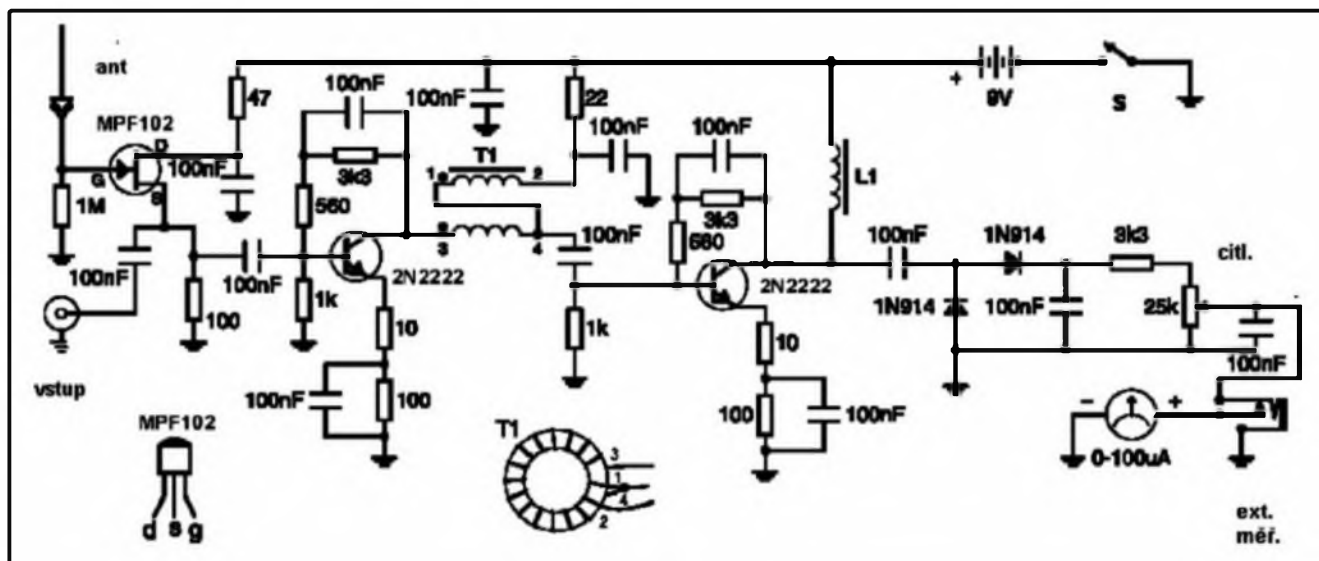 ant
MPF102
D
G
S
1M
47
100nF
100nF
vstup
100
100nF
100nF
3k3
560
1k
2N2222
10
100nF
100
100nF
T1
1
2
3
4
22
100nF
100nF
1k
100nF
3k3
560
2N2222
10
100
100nF
L1
+
9V
S
100nF
1N914
1N914
100nF
3k3
25k
citl.
100nF
-
+
0-100uA
ext.
měř.
MPF102
d s g
T1
3
1
4
2